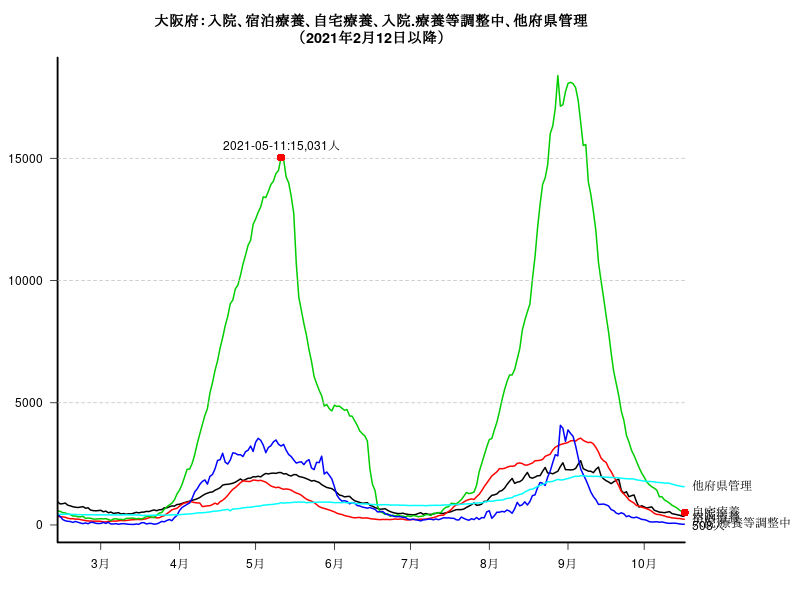 大阪府：入院、宿泊療養、自宅療養、入院.療養等調整中、他府県管理
（2021年2月12日以降）
2021-05-11:15,031人
15000
10000
5000
0
他府県管理
自宅療養
療養等調整中
508人
3月 4月 5月 6月 7月 8月 9月 10月